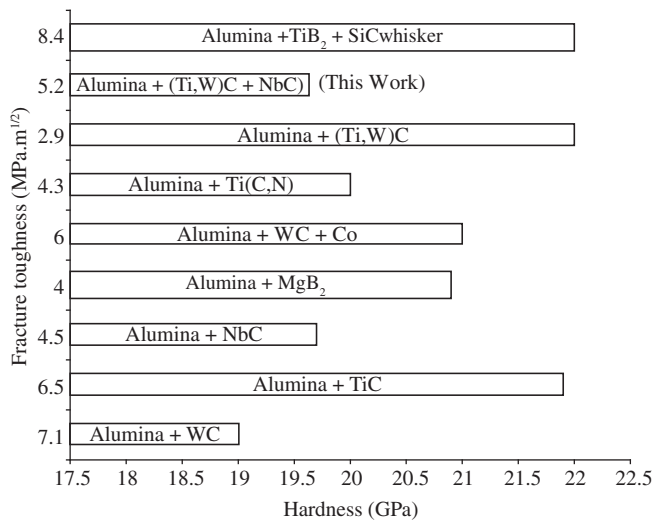 Fracture toughness (MPa.m^1/2)
8.4 Alumina +TiB₂ + SiCwhisker
5.2 Alumina + (Ti,W)C + NbC) (This Work)
2.9 Alumina + (Ti,W)C
4.3 Alumina + Ti(C,N)
6 Alumina + WC + Co
4 Alumina + MgB₂
4.5 Alumina + NbC
6.5 Alumina + TiC
7.1 Alumina + WC
17.5 18 18.5 19 19.5 20 20.5 21 21.5 22 22.5
Hardness (GPa)